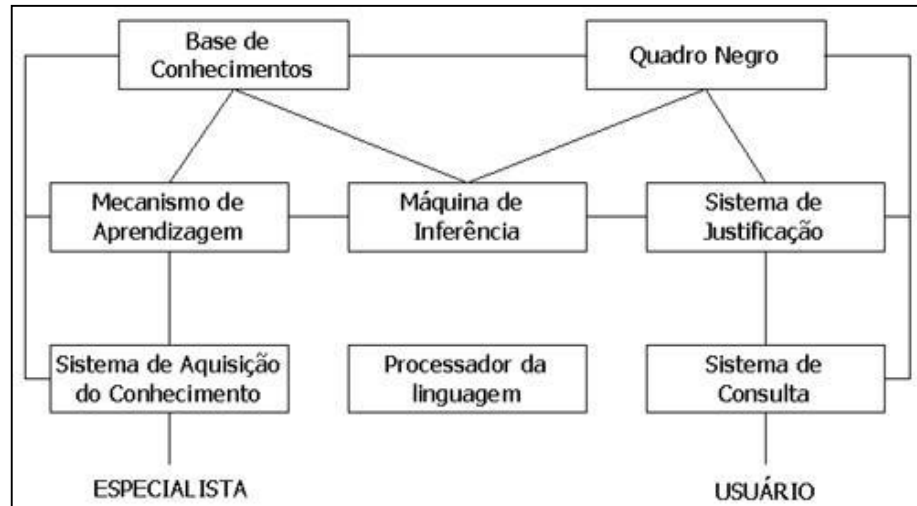 Base de
Conhecimentos
Quadro Negro
Mecanismo de
Aprendizagem
Máquina de
Inferência
Sistema de
Justificação
Sistema de Aquisição
do Conhecimento
Processador da
linguagem
Sistema de
Consulta
ESPECIALISTA
USUÁRIO